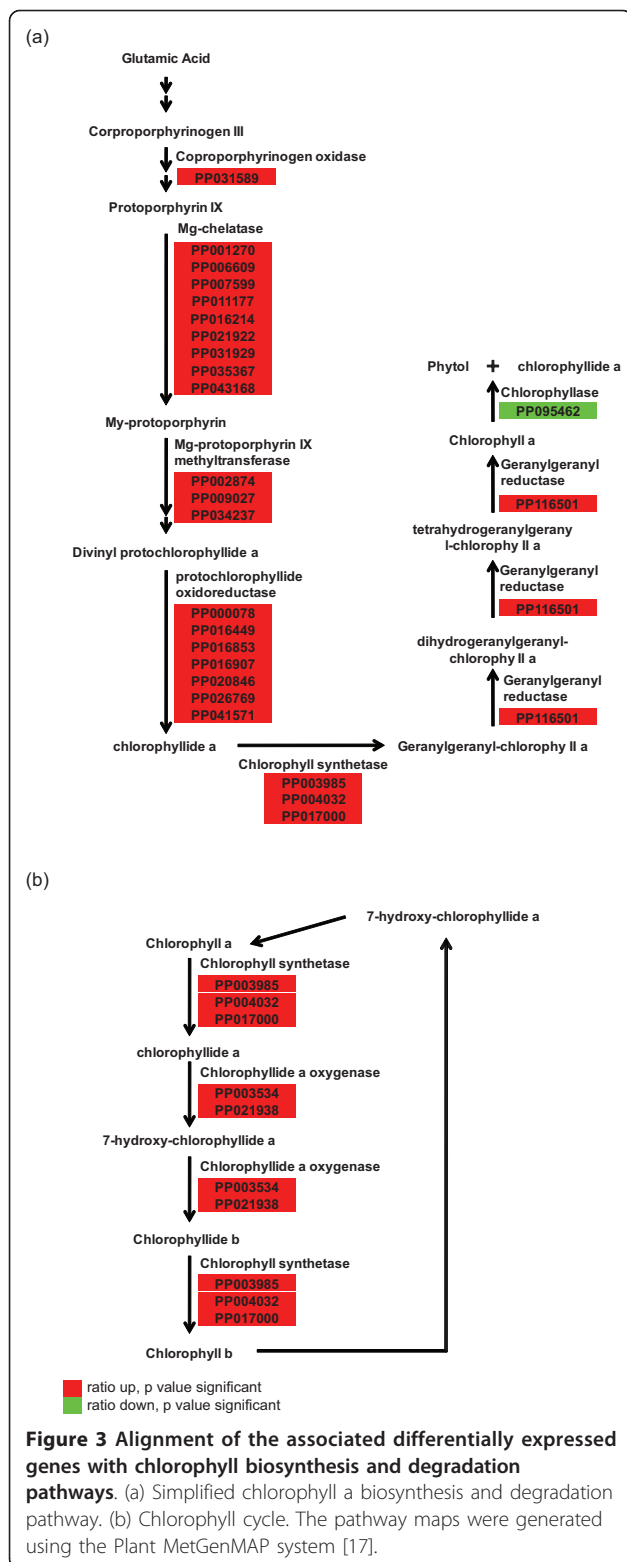 (a)
Glutamic Acid
Corproporphyrinogen III
Coproporphyrinogen oxidase
PP031589
Protoporphyrin IX
Mg-chelatase
PP001270
PP006609
PP007599
PP011177
PP016214
PP021922
PP031929
PP035367
PP043168
My-protoporphyrin
Mg-protoporphyrin IX
methyltransferase
PP002874
PP009027
PP034237
Divinyl protochlorophyllide a
protochlorophyllide
oxidoreductase
PP000078
PP016449
PP016853
PP016907
PP020846
PP026769
PP041571
chlorophyllide a
Chlorophyll synthetase
PP003985
PP004032
PP017000
Phytol + chlorophyllide a
Chlorophyllase
PP095462
Chlorophyll a
Geranylgeranyl
reductase
PP116501
tetrahydrogeranylgerany
l-chlorophy II a
Geranylgeranyl
reductase
PP116501
dihydrogeranylgeranyl-
chlorophy II a
Geranylgeranyl
reductase
PP116501
Geranylgeranyl-chlorophy II a
(b)
7-hydroxy-chlorophyllide a
Chlorophyll a
Chlorophyll synthetase
PP003985
PP004032
PP017000
chlorophyllide a
Chlorophyllide a oxygenase
PP003534
PP021938
7-hydroxy-chlorophyllide a
Chlorophyllide a oxygenase
PP003534
PP021938
Chlorophyllide b
Chlorophyll synthetase
PP003985
PP004032
PP017000
Chlorophyll b
ratio up, p value significant
ratio down, p value significant
Figure 3 Alignment of the associated differentially expressed
genes with chlorophyll biosynthesis and degradation
pathways. (a) Simplified chlorophyll a biosynthesis and degradation
pathway. (b) Chlorophyll cycle. The pathway maps were generated
using the Plant MetGenMAP system [17].